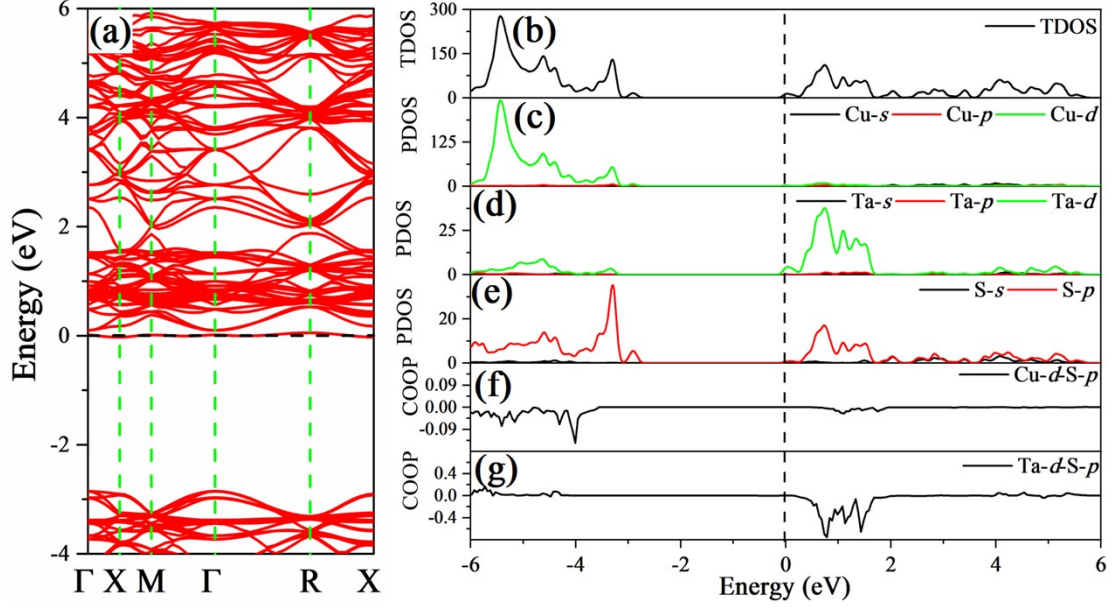 (a)
6
4
2
0
-2
-4
Energy (eV)
Γ X M Γ R X
(b)
TDOS
300
150
0
TDOS
(c)
PDOS
125
0
Cu-s Cu-p Cu-d
(d)
PDOS
25
0
Ta-s Ta-p Ta-d
(e)
PDOS
20
0
S-s S-p
(f)
COOP
0.09
0.00
-0.09
Cu-d-S-p
(g)
COOP
0.4
0.0
-0.4
Ta-d-S-p
-6 -4 -2 0 2 4 6
Energy (eV)